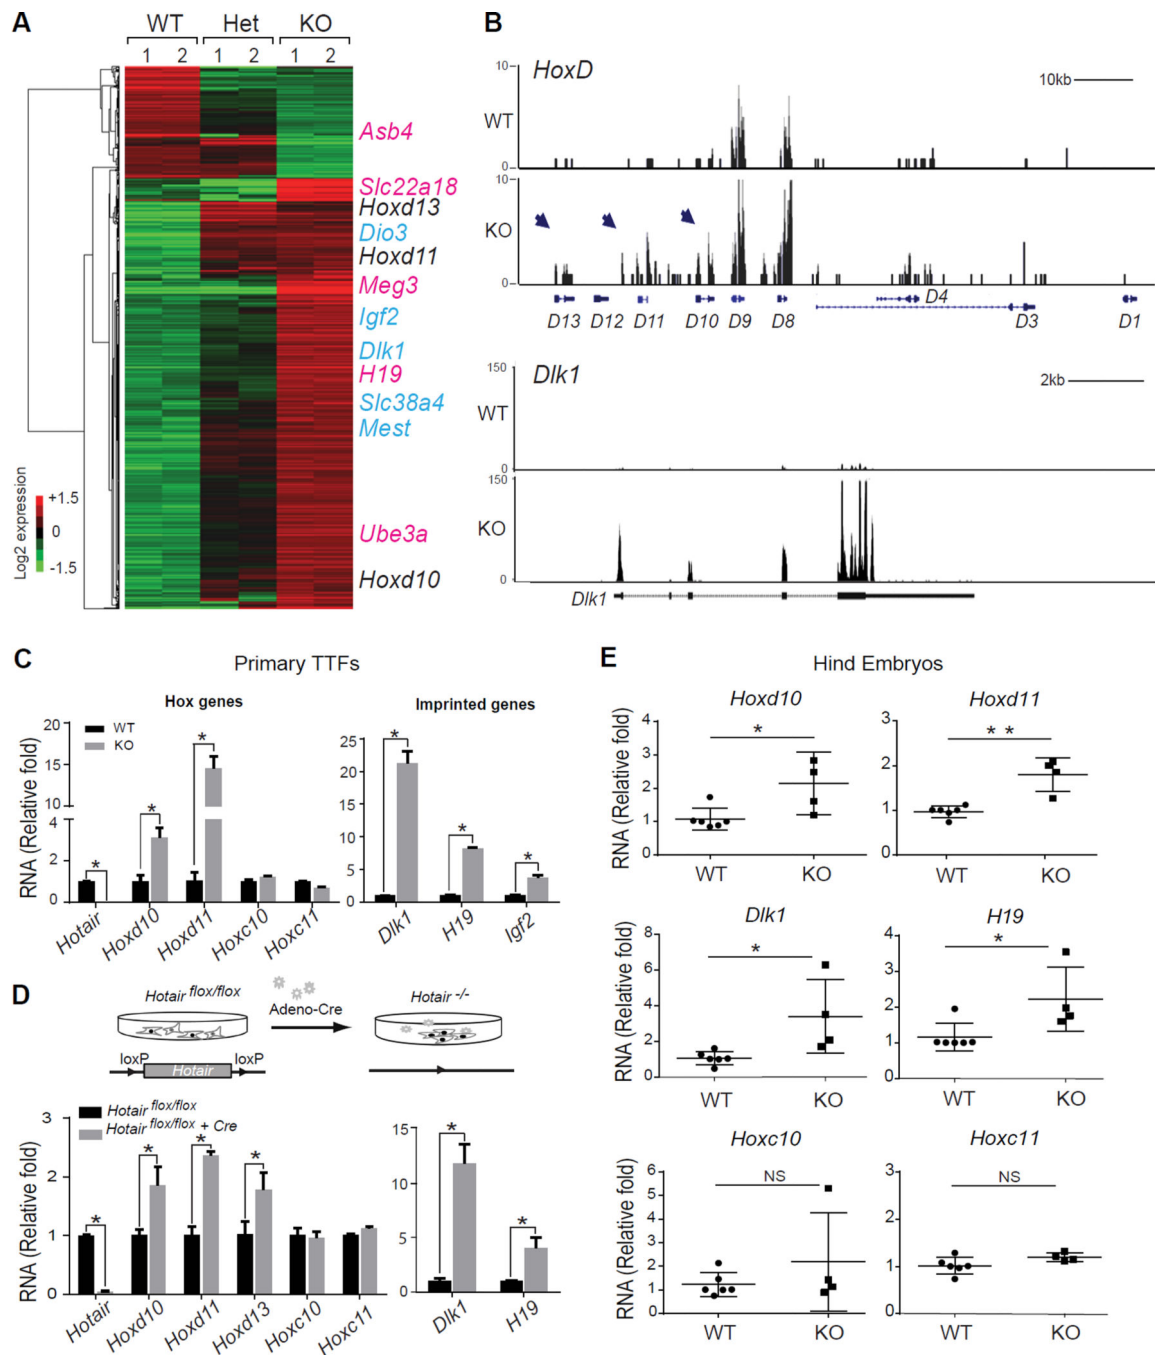 A
WT Het KO
1 2 1 2 1 2
Asb4
Slc22a18
Hoxd13
Dio3
Hoxd11
Meg3
Igf2
Dlk1
H19
Slc38a4
Mest
Ube3a
Hoxd10
Log2 expression
+1.5
0
-1.5
B
HoxD
10kb
10
WT
0
10
KO
0
D13 D12 D11 D10 D9 D8 D4 D3 D1
Dlk1
2kb
150
WT
0
150
KO
0
Dlk1
C
Primary TTFs
Hox genes
WT
KO
RNA (Relative fold)
20
15
10
4
2
0
Hotair Hoxd10 Hoxd11 Hoxc10 Hoxc11
* * *
Imprinted genes
25
20
15
10
5
0
Dlk1 H19 Igf2
* * *
D
Hotair flox/flox
Adeno-Cre
Hotair -/-
loxP loxP
Hotair
Hotair flox/flox
Hotair flox/flox + Cre
RNA (Relative fold)
3
2
1
0
Hotair Hoxd10 Hoxd11 Hoxd13 Hoxc10 Hoxc11
* * * *
15
10
5
0
Dlk1 H19
* *
E
Hind Embryos
Hoxd10
RNA (Relative fold)
4
3
2
1
0
*
WT KO
Hoxd11
3
2
1
0
* *
WT KO
Dlk1
RNA (Relative fold)
8
6
4
2
0
*
WT KO
H19
4
3
2
1
0
*
WT KO
Hoxc10
RNA (Relative fold)
6
5
4
3
2
1
0
NS
WT KO
Hoxc11
3
2
1
0
NS
WT KO